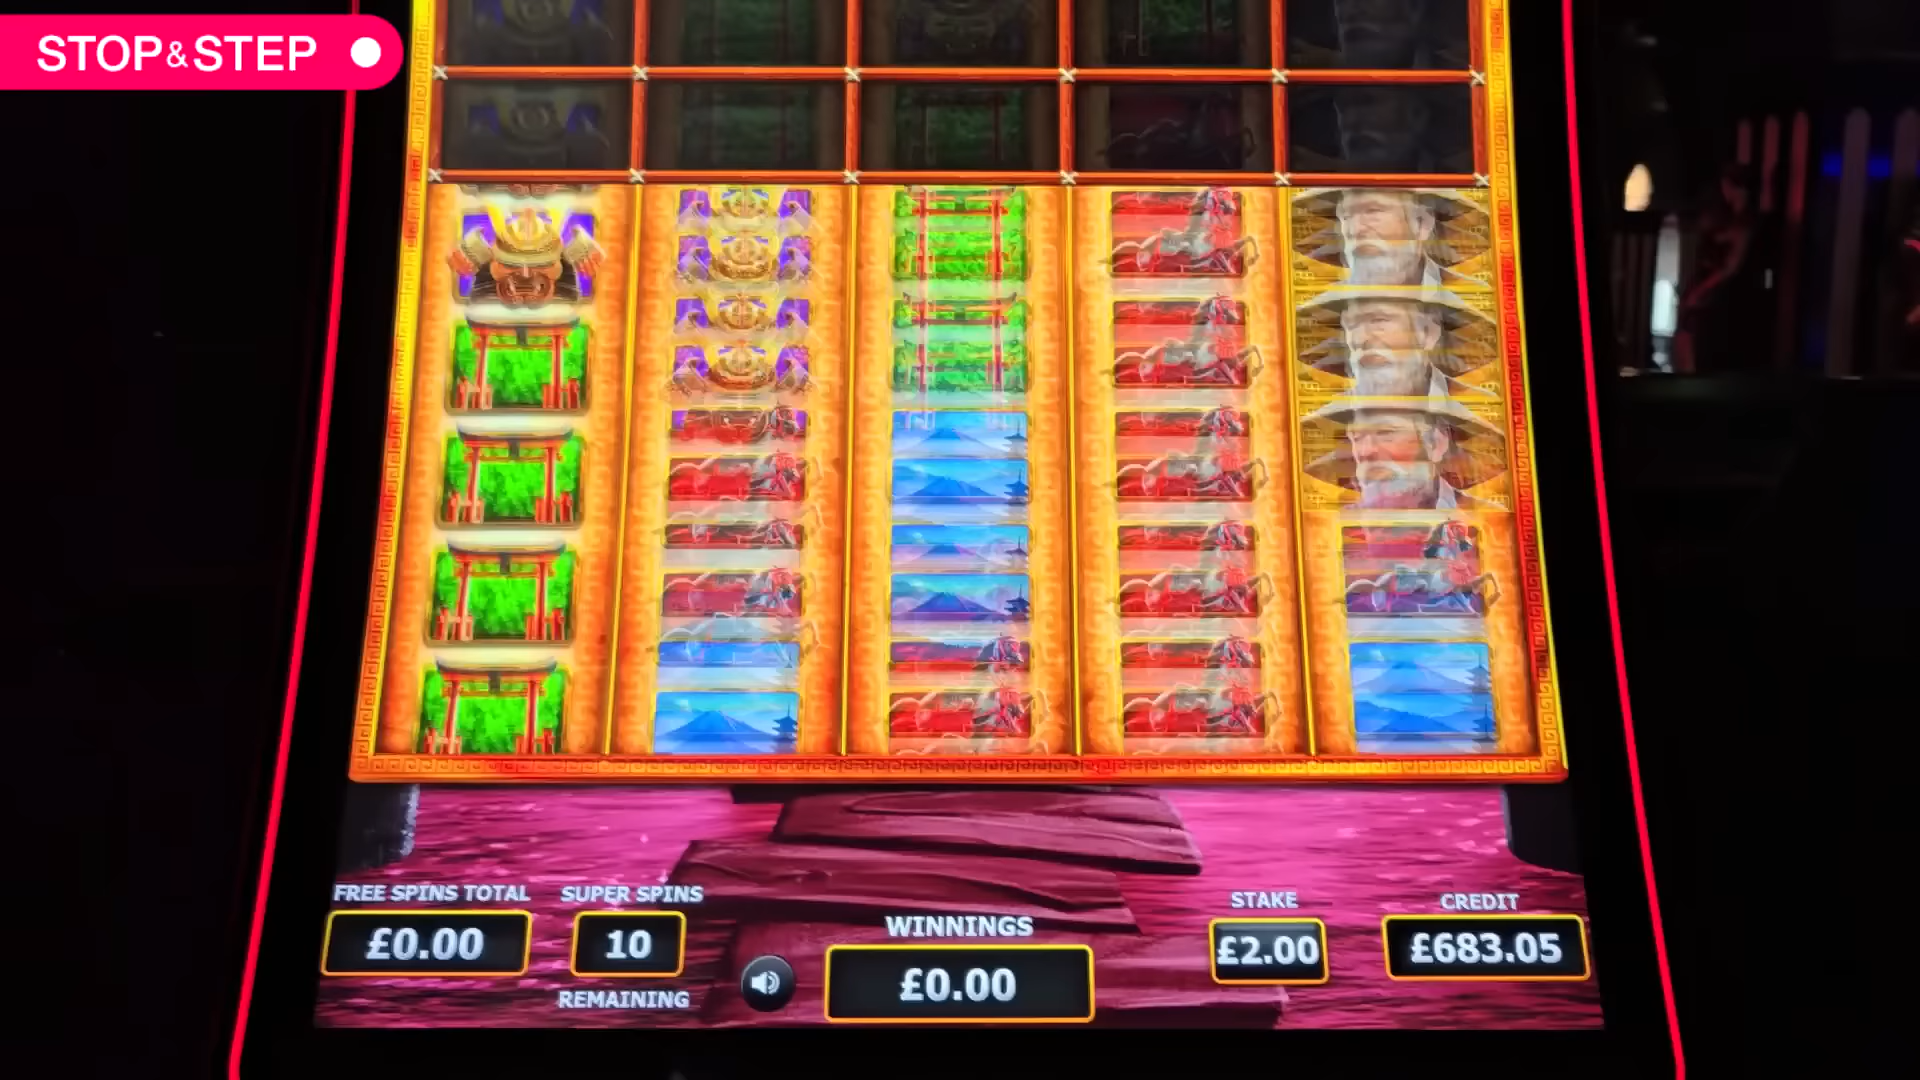 STOP&STEP
FREE SPINS TOTAL
£0.00
SUPER SPINS
10
REMAINING
WINNINGS
£0.00
STAKE
£2.00
CREDIT
£683.05